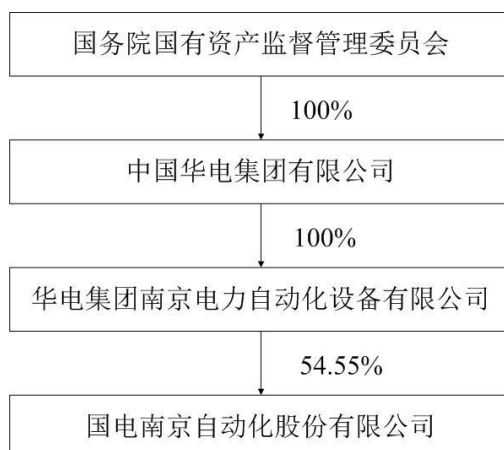 国务院国有资产监督管理委员会
100%
中国华电集团有限公司
100%
华电集团南京电力自动化设备有限公司
54.55%
国电南京自动化股份有限公司